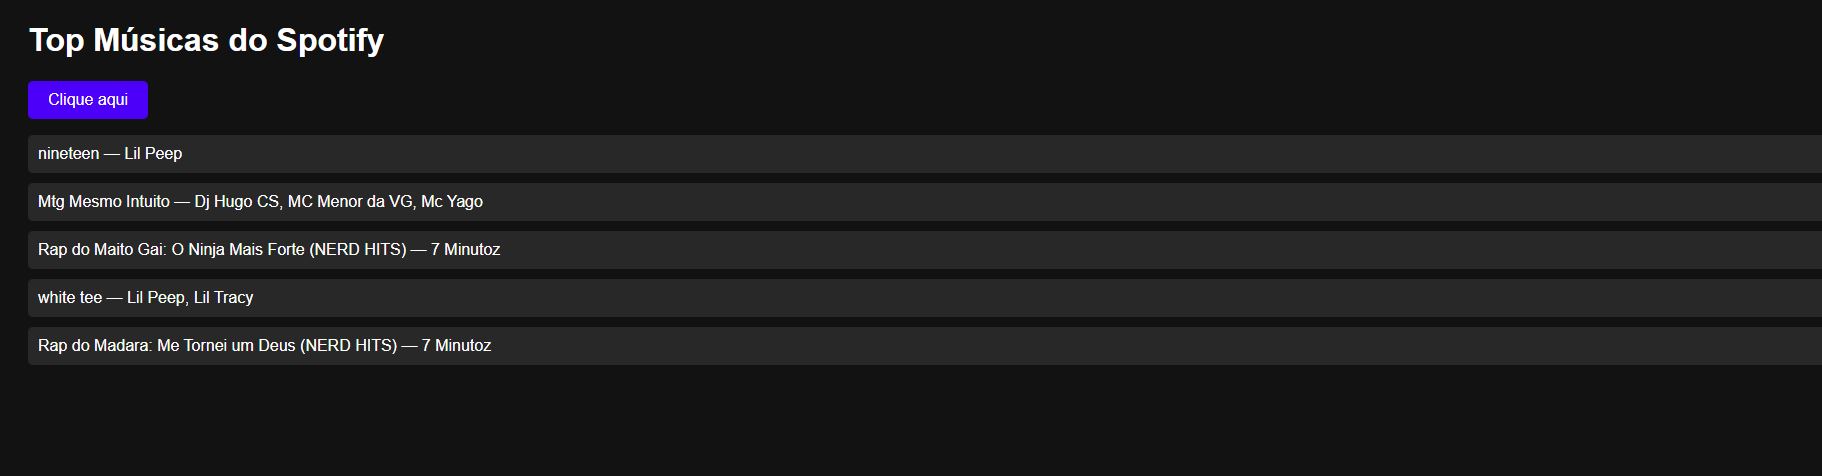 Top Músicas do Spotify
Clique aqui
nineteen — Lil Peep
Mtg Mesmo Intuito — Dj Hugo CS, MC Menor da VG, Mc Yago
Rap do Maito Gai: O Ninja Mais Forte (NERD HITS) — 7 Minutoz
white tee — Lil Peep, Lil Tracy
Rap do Madara: Me Tornei um Deus (NERD HITS) — 7 Minutoz